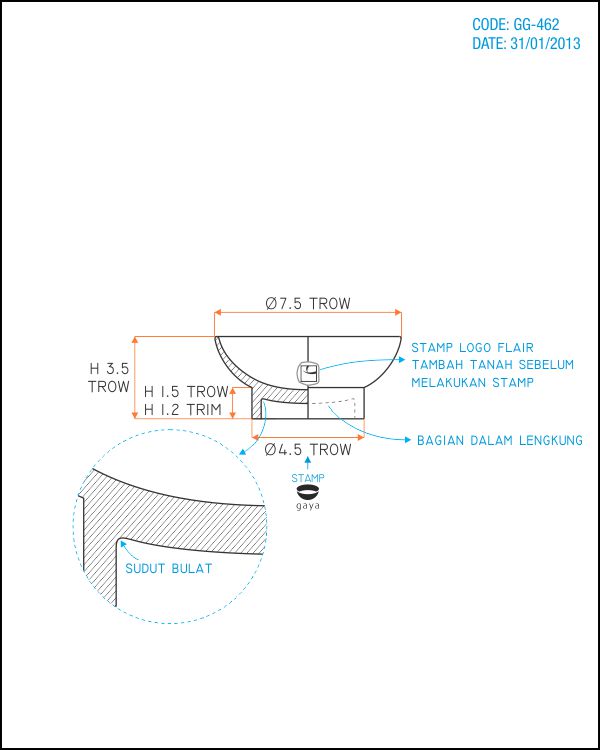 CODE: GG-462
DATE: 31/01/2013
Ø7.5 TROW
H 3.5
TROW
STAMP LOGO FLAIR
TAMBAH TANAH SEBELUM
MELAKUKAN STAMP
H 1.5 TROW
H 1.2 TRIM
Ø4.5 TROW
BAGIAN DALAM LENGKUNG
STAMP
gaya
SUDUT BULAT